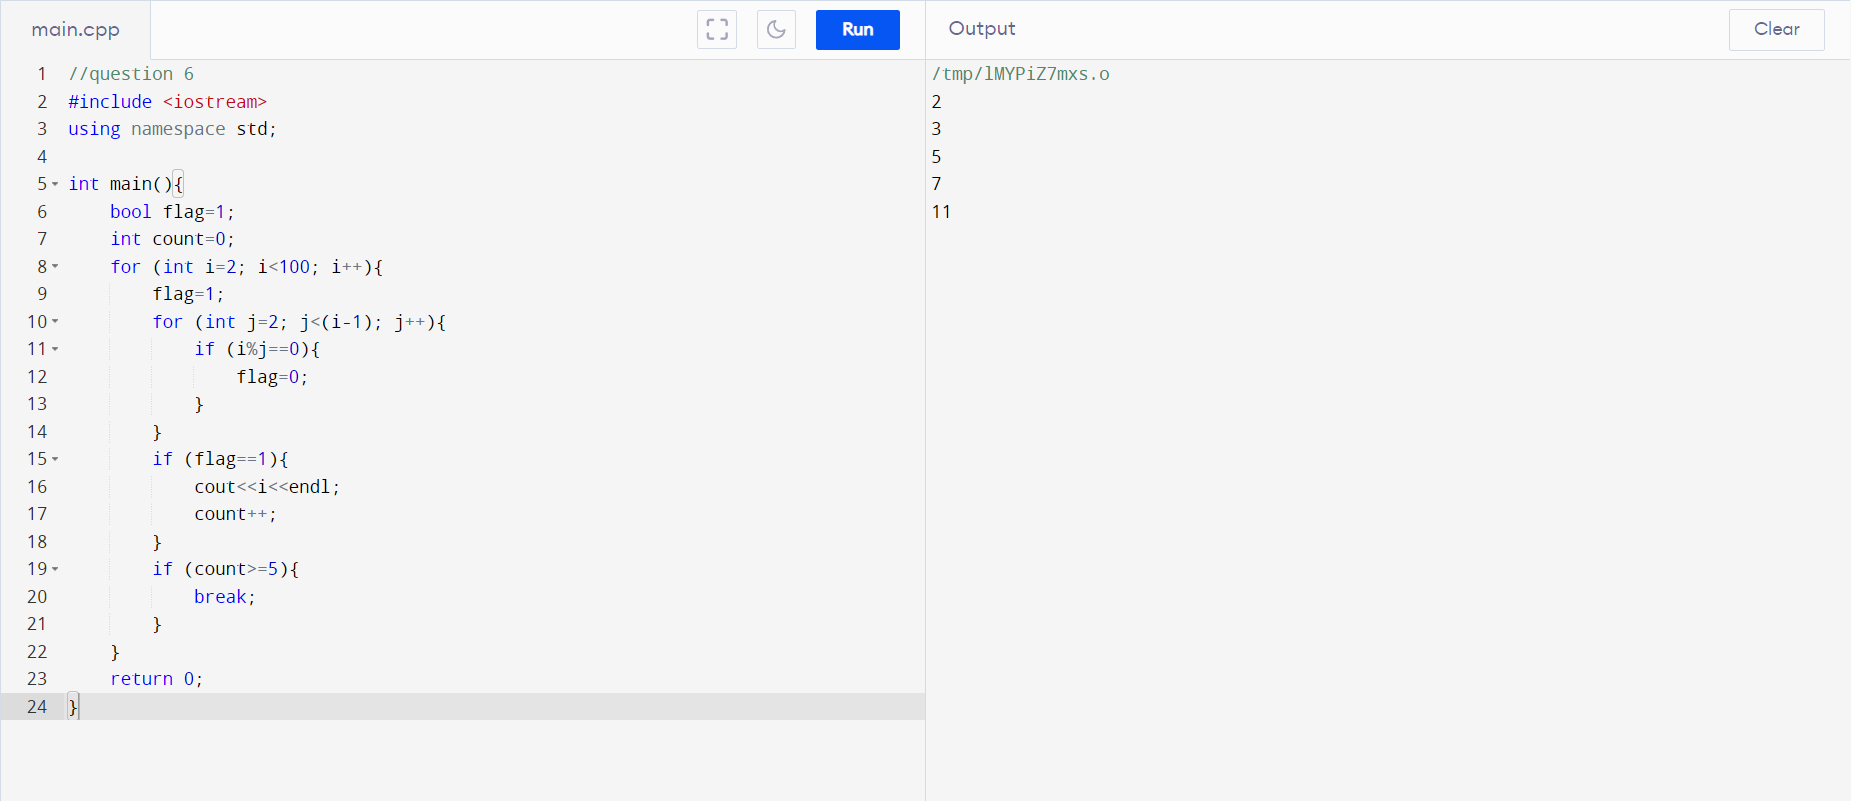 main.cpp
Run
Output
Clear
1 //question 6
2 #include <iostream>
3 using namespace std;
4
5 int main(){
6     bool flag=1;
7     int count=0;
8     for (int i=2; i<100; i++){
9         flag=1;
10         for (int j=2; j<(i-1); j++){
11             if (i%j==0){
12                 flag=0;
13             }
14         }
15         if (flag==1){
16             cout<<i<<endl;
17             count++;
18         }
19         if (count>=5){
20             break;
21         }
22     }
23     return 0;
24 }
/tmp/lMYPiZ7mxs.o
2
3
5
7
11